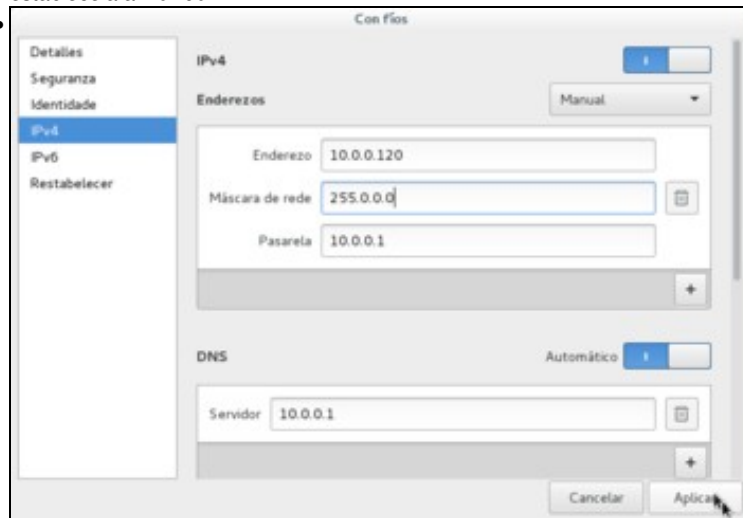 Con fíos
Detalles
Seguranza
Identidade
IPv4
IPv6
Restabelecer
IPv4
Enderezos Manual
Enderezo 10.0.0.120
Máscara de rede 255.0.0.0
Pasarela 10.0.0.1
+
DNS Automático
Servidor 10.0.0.1
+
Cancelar Aplicar